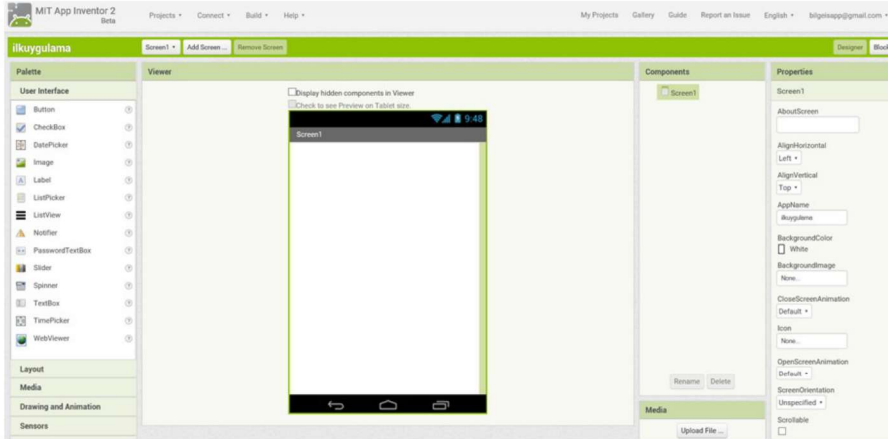 MIT App Inventor 2
Beta
Projects Connect Build Help
My Projects Gallery Guide Report an Issue English bilgeisapp@gmail.com
ilkuygulama
Screen1 Add Screen ... Remove Screen
Designer Block
Palette
User Interface
Button
CheckBox
DatePicker
Image
Label
ListPicker
ListView
Notifier
PasswordTextBox
Slider
Spinner
TextBox
TimePicker
WebViewer
Layout
Media
Drawing and Animation
Sensors
Viewer
Display hidden components in Viewer
Check to see Preview on Tablet size.
9:48
Screen1
Components
Screen1
Rename Delete
Media
Upload File ...
Properties
Screen1
AboutScreen
AlignHorizontal
Left
AlignVertical
Top
AppName
ilkuygulama
BackgroundColor
White
BackgroundImage
None...
CloseScreenAnimation
Default
Icon
None...
OpenScreenAnimation
Default
ScreenOrientation
Unspecified
Scrollable